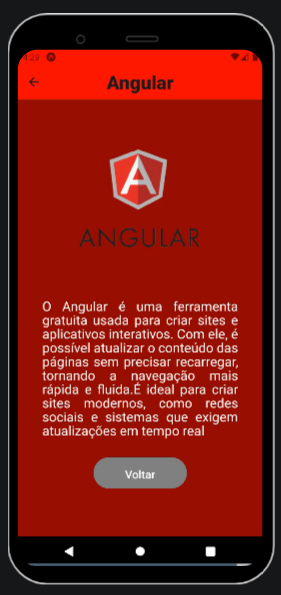 4:29
Angular
A
ANGULAR
O Angular é uma ferramenta
gratuita usada para criar sites e
aplicativos interativos. Com ele, é
possível atualizar o conteúdo das
páginas sem precisar recarregar,
tornando a navegação mais
rápida e fluida.É ideal para criar
sites modernos, como redes
sociais e sistemas que exigem
atualizações em tempo real
Voltar